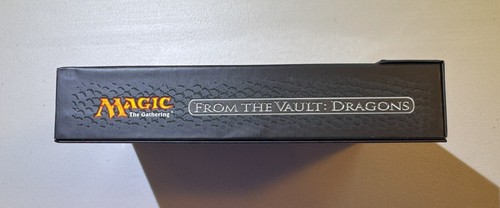 MAGIC
The Gathering®
FROM THE VAULT: DRAGONS